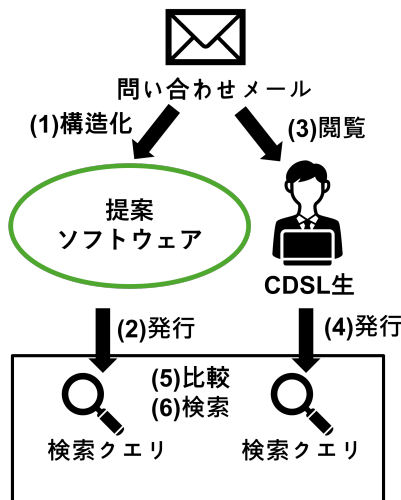 問い合わせメール
(1)構造化
(3)閲覧
提案
ソフトウェア
CDSL生
(2)発行
(4)発行
(5)比較
(6)検索
検索クエリ
検索クエリ